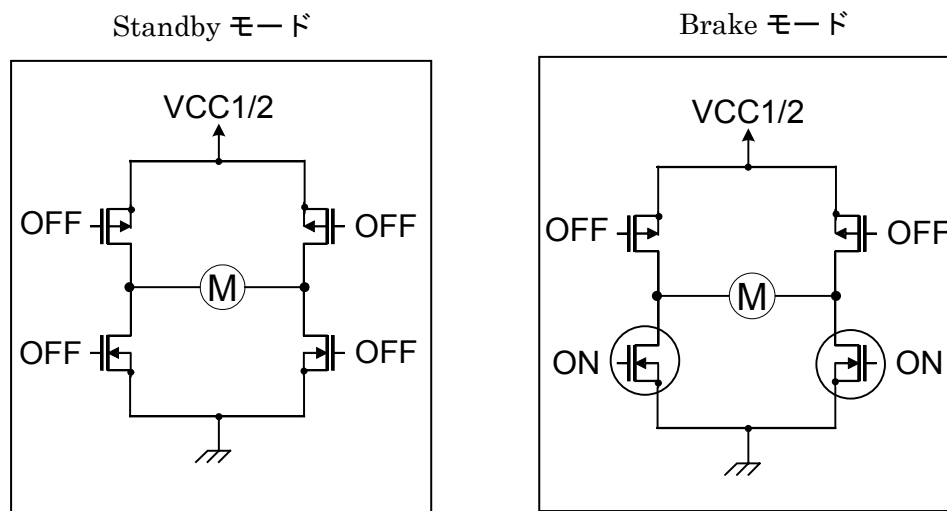 Standby モード
VCC1/2
OFF
OFF
M
OFF
OFF
Brake モード
VCC1/2
OFF
OFF
M
ON
ON